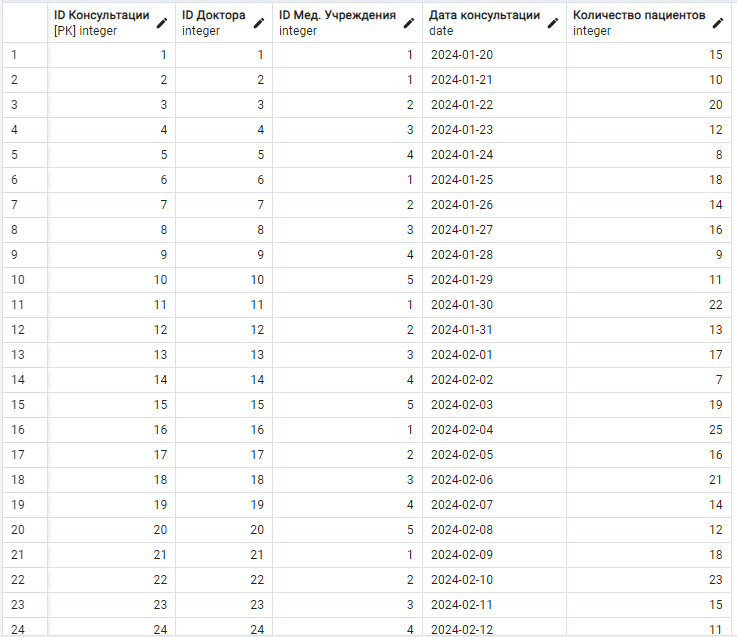 ID Консультации ID Доктора ID Мед. Учреждения Дата консультации Количество пациентов
[PK] integer integer integer date integer
1 1 1 1 2024-01-20 15
2 2 2 1 2024-01-21 10
3 3 3 2 2024-01-22 20
4 4 4 3 2024-01-23 12
5 5 5 4 2024-01-24 8
6 6 6 1 2024-01-25 18
7 7 7 2 2024-01-26 14
8 8 8 3 2024-01-27 16
9 9 9 4 2024-01-28 9
10 10 10 5 2024-01-29 11
11 11 11 1 2024-01-30 22
12 12 12 2 2024-01-31 13
13 13 13 3 2024-02-01 17
14 14 14 4 2024-02-02 7
15 15 15 5 2024-02-03 19
16 16 16 1 2024-02-04 25
17 17 17 2 2024-02-05 16
18 18 18 3 2024-02-06 21
19 19 19 4 2024-02-07 14
20 20 20 5 2024-02-08 12
21 21 21 1 2024-02-09 18
22 22 22 2 2024-02-10 23
23 23 23 3 2024-02-11 15
24 24 24 4 2024-02-12 11